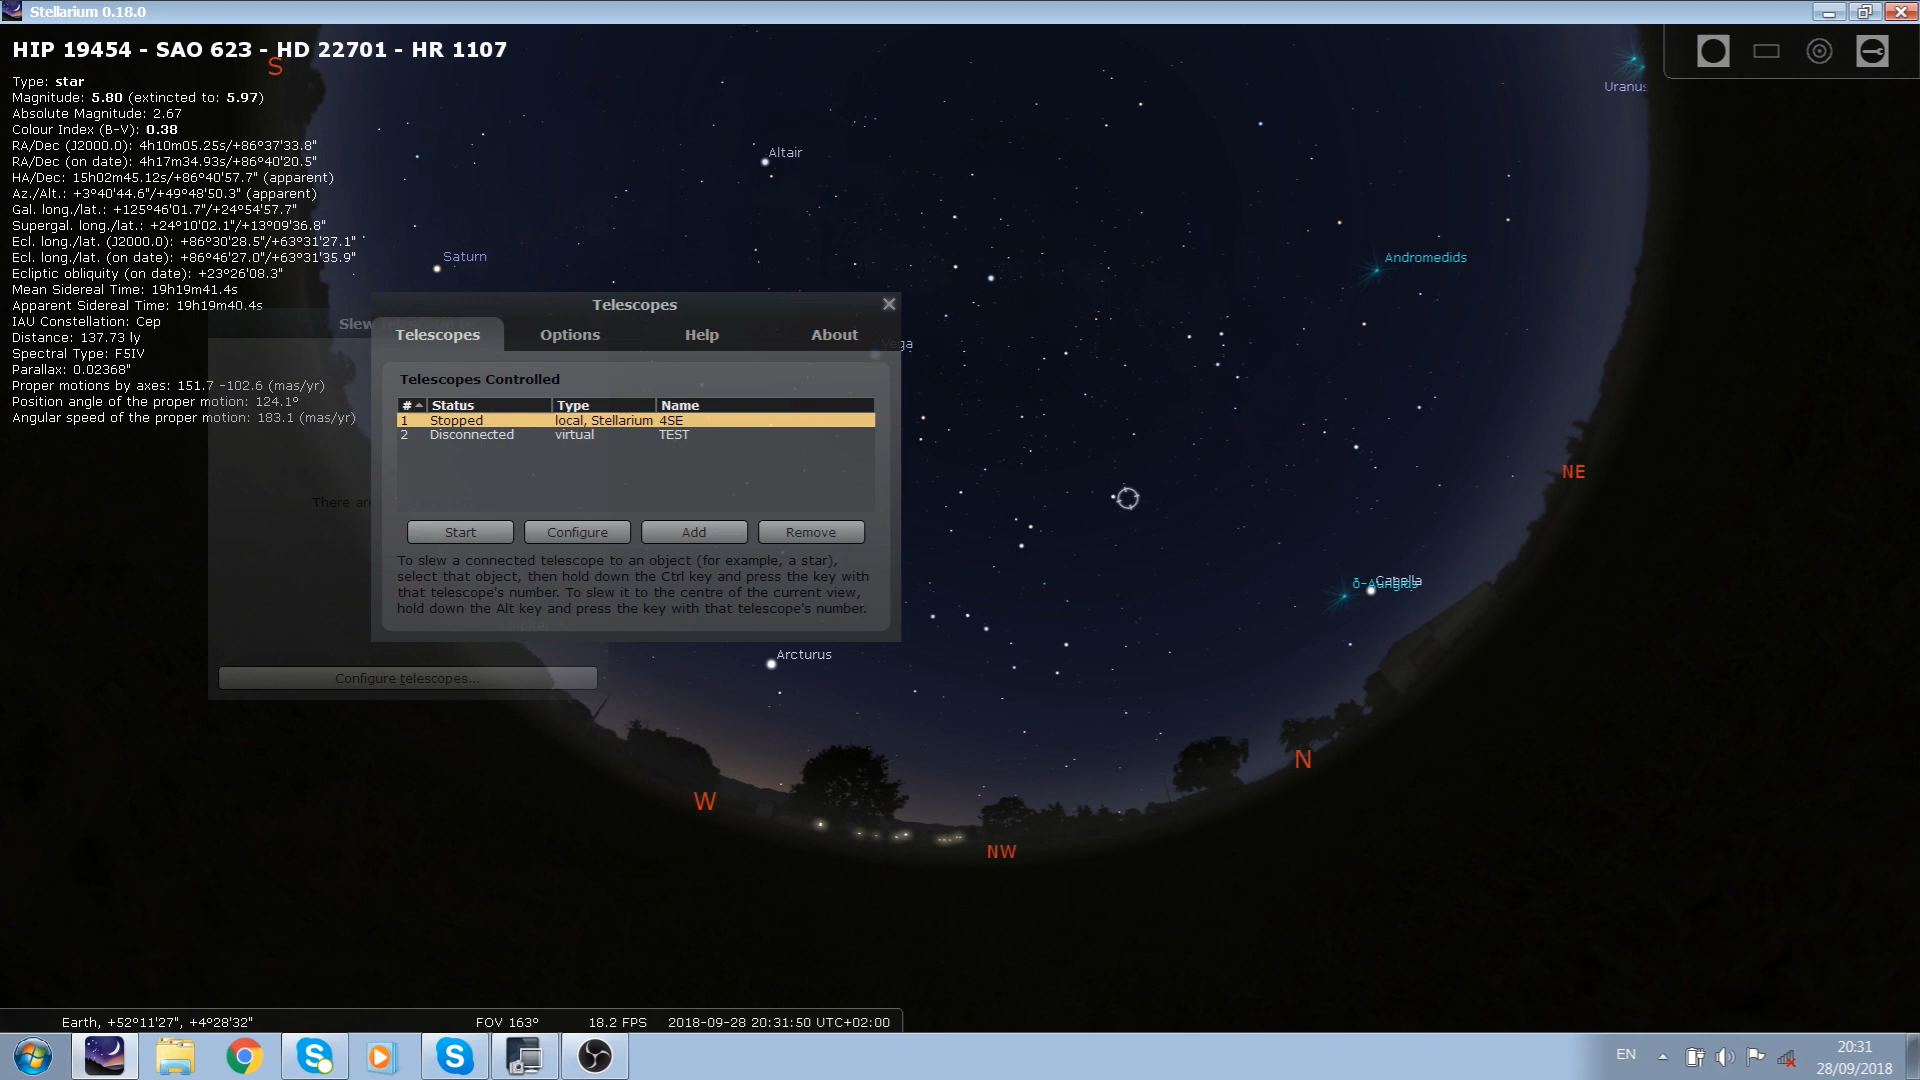 Stellarium 0.18.0
HIP 19454 - SAO 623 - HD 22701 - HR 1107
S
Type: star
Magnitude: 5.80 (extincted to: 5.97)
Absolute Magnitude: 2.67
Colour Index (B-V): 0.38
RA/Dec (J2000.0): 4h10m05.25s/+86°37'33.8"
RA/Dec (on date): 4h17m34.93s/+86°40'20.5"
HA/Dec: 15h02m45.12s/+86°40'57.7" (apparent)
Az./Alt.: +3°40'44.6"/+49°48'50.3" (apparent)
Gal. long./lat.: +125°46'01.7"/+24°54'57.7"
Supergal. long./lat.: +24°10'02.1"/+13°09'36.8"
Ecl. long./lat. (J2000.0): +86°30'28.5"/+63°31'27.1"
Ecl. long./lat. (on date): +86°46'27.0"/+63°31'35.9"
Ecliptic obliquity (on date): +23°26'08.3"
Mean Sidereal Time: 19h19m41.4s
Apparent Sidereal Time: 19h19m40.4s
IAU Constellation: Cep
Distance: 137.73 ly
Spectral Type: F5IV
Parallax: 0.02368"
Proper motions by axes: 151.7 -102.6 (mas/yr)
Position angle of the proper motion: 124.1°
Angular speed of the proper motion: 183.1 (mas/yr)
Uranus
Altair
Saturn
Andromedids
Slew
Vega
There are
Telescopes
Telescopes Options Help About
Telescopes Controlled
# Status Type Name
1 Stopped local, Stellarium 4SE
2 Disconnected virtual TEST
Start Configure Add Remove
To slew a connected telescope to an object (for example, a star),
select that object, then hold down the Ctrl key and press the key with
that telescope's number. To slew it to the centre of the current view,
hold down the Alt key and press the key with that telescope's number.
Jupiter
Configure telescopes...
NE
δ-Aurigids
Capella
Arcturus
N
W
NW
Earth, +52°11'27", +4°28'32" FOV 163° 18.2 FPS 2018-09-28 20:31:50 UTC+02:00
EN
20:31
28/09/2018